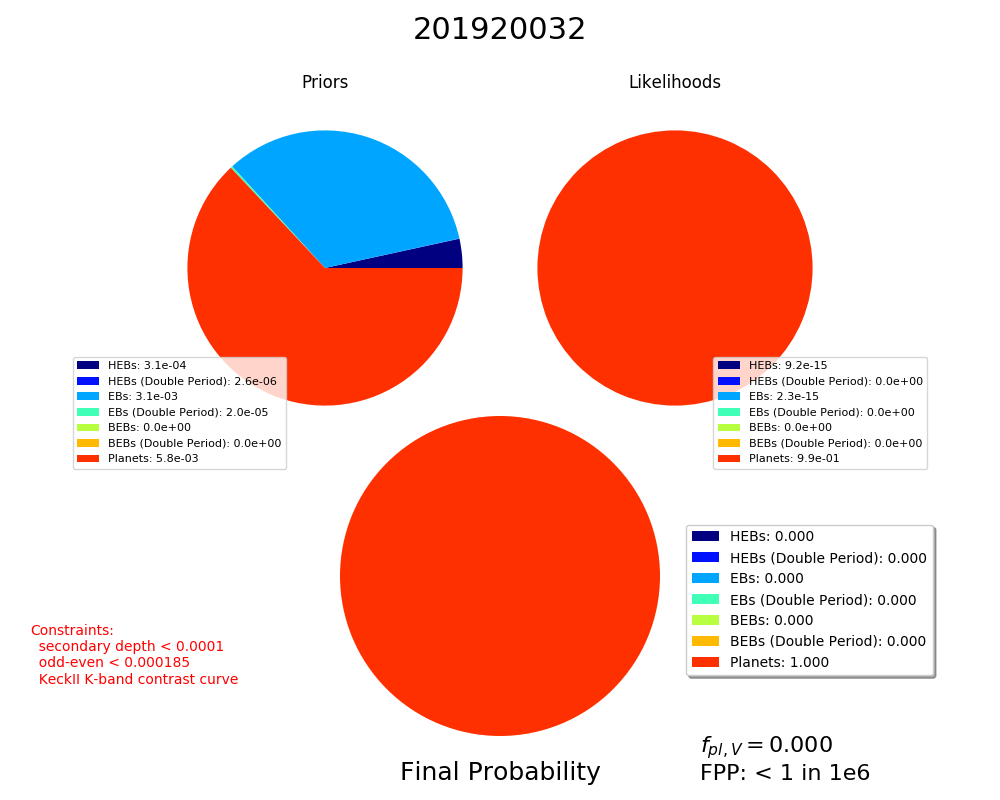 201920032
Priors
Likelihoods
HEBs: 3.1e-04
HEBs (Double Period): 2.6e-06
EBs: 3.1e-03
EBs (Double Period): 2.0e-05
BEBs: 0.0e+00
BEBs (Double Period): 0.0e+00
Planets: 5.8e-03
HEBs: 9.2e-15
HEBs (Double Period): 0.0e+00
EBs: 2.3e-15
EBs (Double Period): 0.0e+00
BEBs: 0.0e+00
BEBs (Double Period): 0.0e+00
Planets: 9.9e-01
HEBs: 0.000
HEBs (Double Period): 0.000
EBs: 0.000
EBs (Double Period): 0.000
BEBs: 0.000
BEBs (Double Period): 0.000
Planets: 1.000
Constraints:
secondary depth < 0.0001
odd-even < 0.000185
KeckII K-band contrast curve
Final Probability
f_{pl,V} = 0.000
FPP: < 1 in 1e6